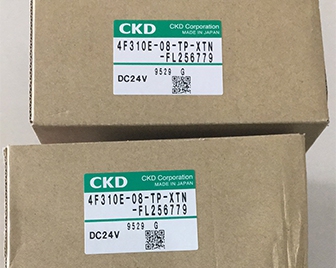 CKD CKD Corporation
MADE IN JAPAN
4F310E-08-TP-XTN
-FL256779
9529 G
DC24V
CKD CKD Corporation
MADE IN JAPAN
4F310E-08-TP-XTN
-FL256779
9529 G
DC24V